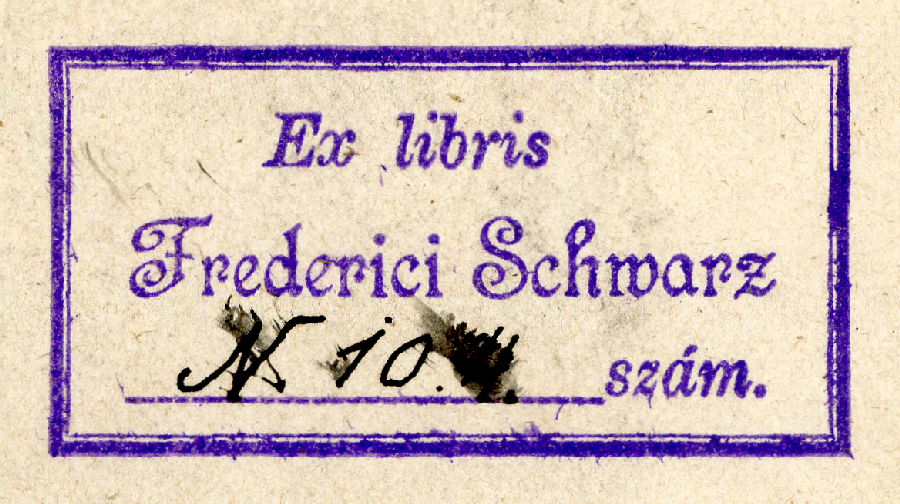 Ex libris
Frederici Schwarz
N. 10. szám.